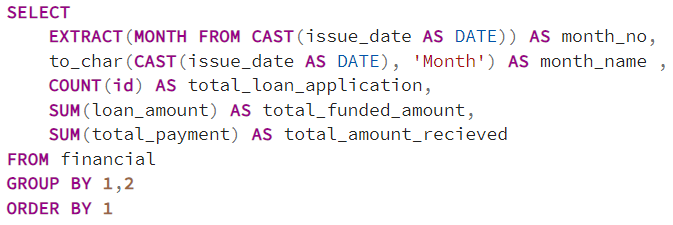 SELECT
    EXTRACT(MONTH FROM CAST(issue_date AS DATE)) AS month_no,
    to_char(CAST(issue_date AS DATE), 'Month') AS month_name ,
    COUNT(id) AS total_loan_application,
    SUM(loan_amount) AS total_funded_amount,
    SUM(total_payment) AS total_amount_recieved
FROM financial
GROUP BY 1,2
ORDER BY 1